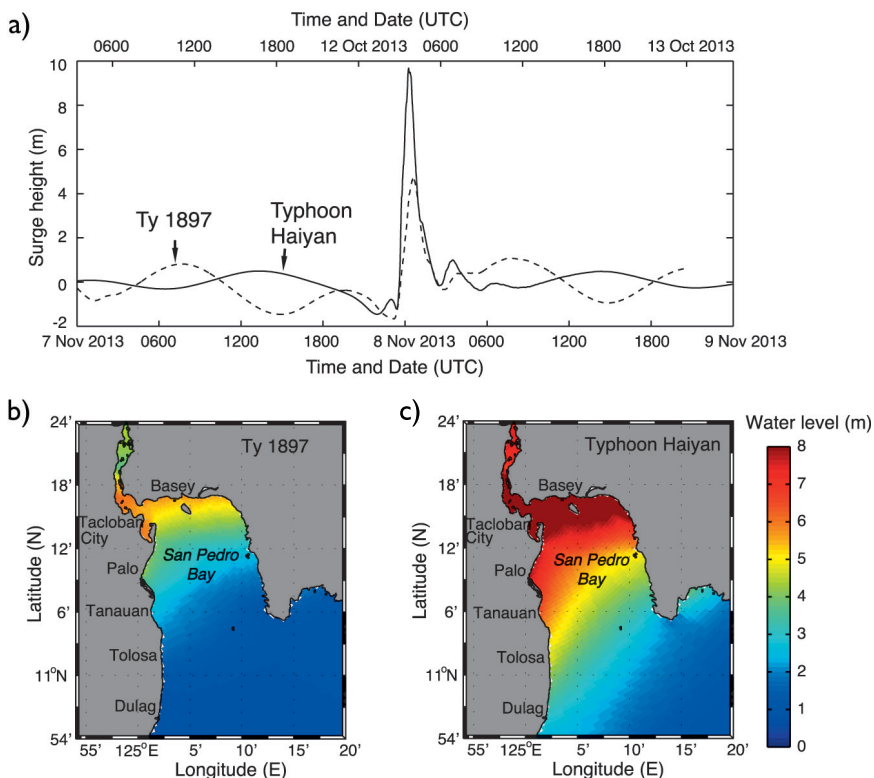 a)
Time and Date (UTC)
0600 1200 1800 12 Oct 2013 0600 1200 1800 13 Oct 2013
10
8
6
4
2
0
-2
Surge height (m)
Ty 1897
Typhoon
Haiyan
7 Nov 2013 0600 1200 1800 8 Nov 2013 0600 1200 1800 9 Nov 2013
Time and Date (UTC)
b)
24'
18'
12'
6'
11°N
54'
Latitude (N)
Ty 1897
Basey
Tacloban
City
San Pedro
Bay
Palo
Tanauan
Tolosa
Dulag
55' 125°E 5' 10' 15' 20'
Longitude (E)
c)
24'
18'
12'
6'
11°N
54'
Latitude (N)
Typhoon Haiyan
Basey
Tacloban
City
San Pedro
Bay
Palo
Tanauan
Tolosa
Dulag
55' 125°E 5' 10' 15' 20'
Longitude (E)
Water level (m)
8
7
6
5
4
3
2
1
0